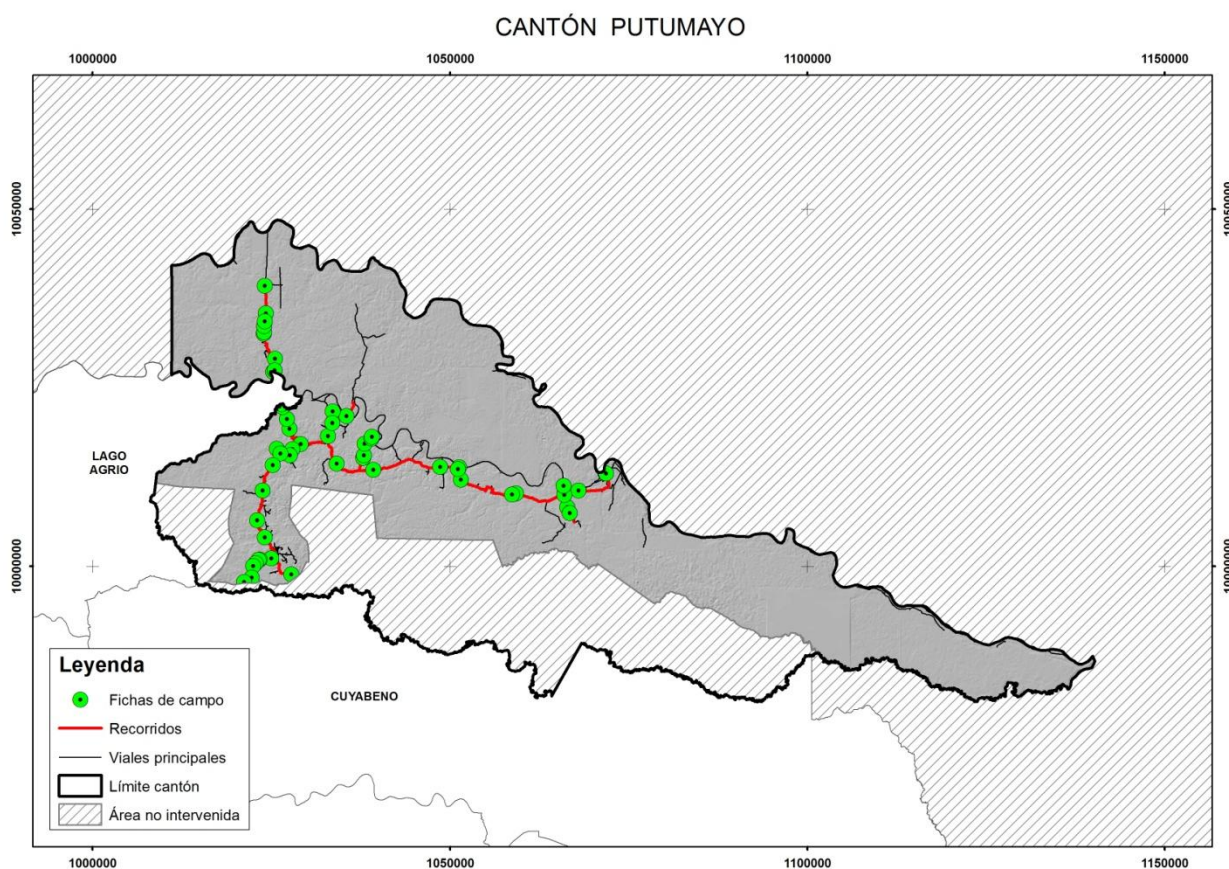 CANTÓN PUTUMAYO
1000000 1050000 1100000 1150000
10050000 10050000
LAGO
AGRIO
10000000 10000000
CUYABENO
Leyenda
Fichas de campo
Recorridos
Viales principales
Límite cantón
Área no intervenida
1000000 1050000 1100000 1150000